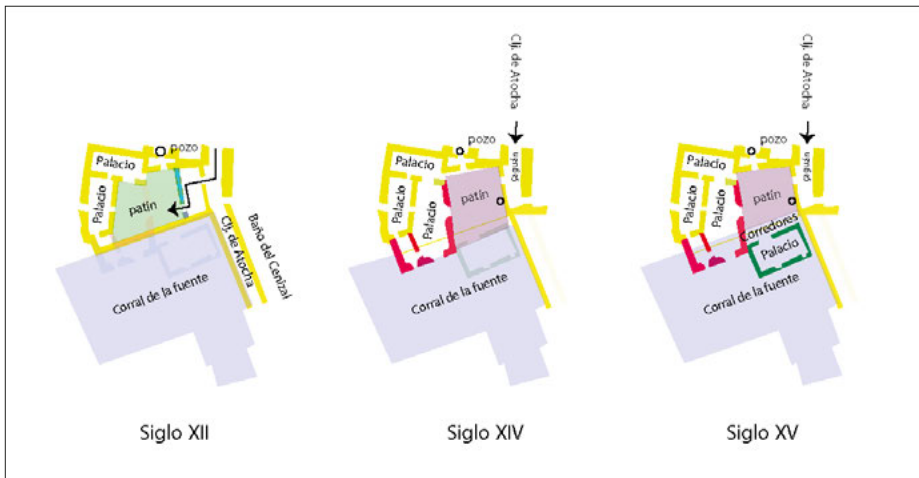 pozo
Palacio
Palacio
patín
Clj. de Atocha
Baño del Cenizal
Corral de la fuente
Siglo XII
Clj. de Atocha
pozo
Palacio
Palacio
Palacio
patín
Corral de la fuente
Siglo XIV
Clj. de Atocha
pozo
Palacio
Palacio
Palacio
patín
Corredores
Palacio
Corral de la fuente
Siglo XV